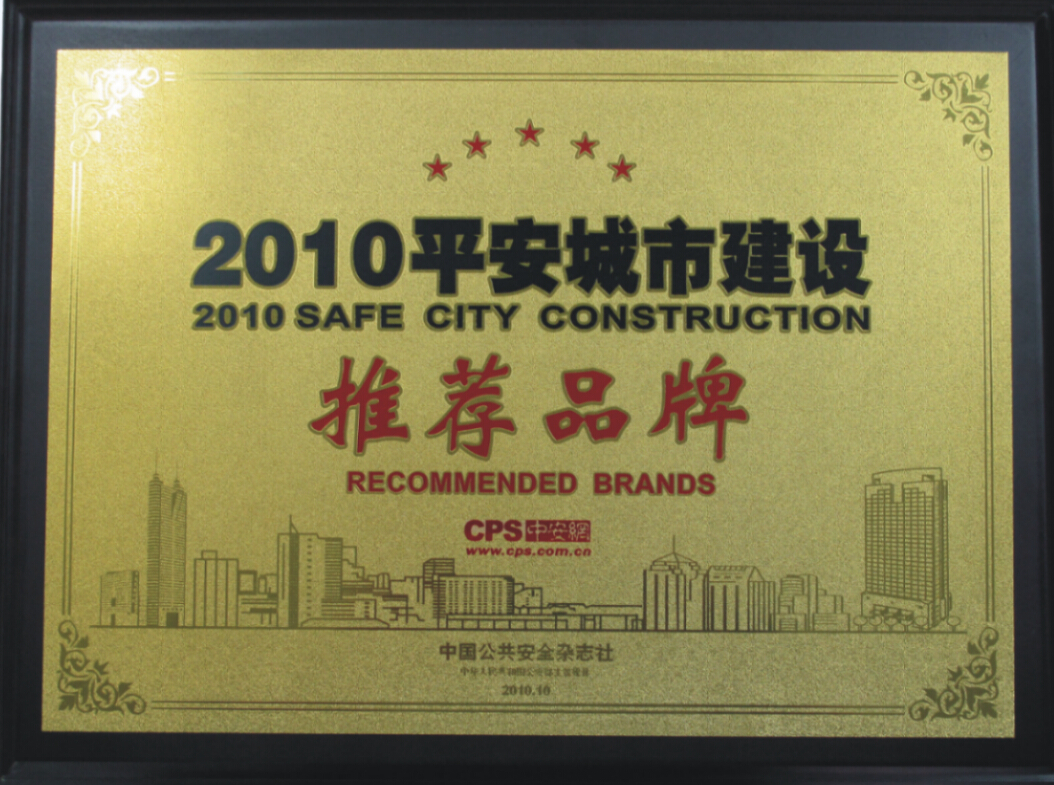 2010平安城市建设
2010 SAFE CITY CONSTRUCTION
推荐品牌
RECOMMENDED BRANDS
CPS中安網
www.cps.com.cn
中国公共安全杂志社
2010.10